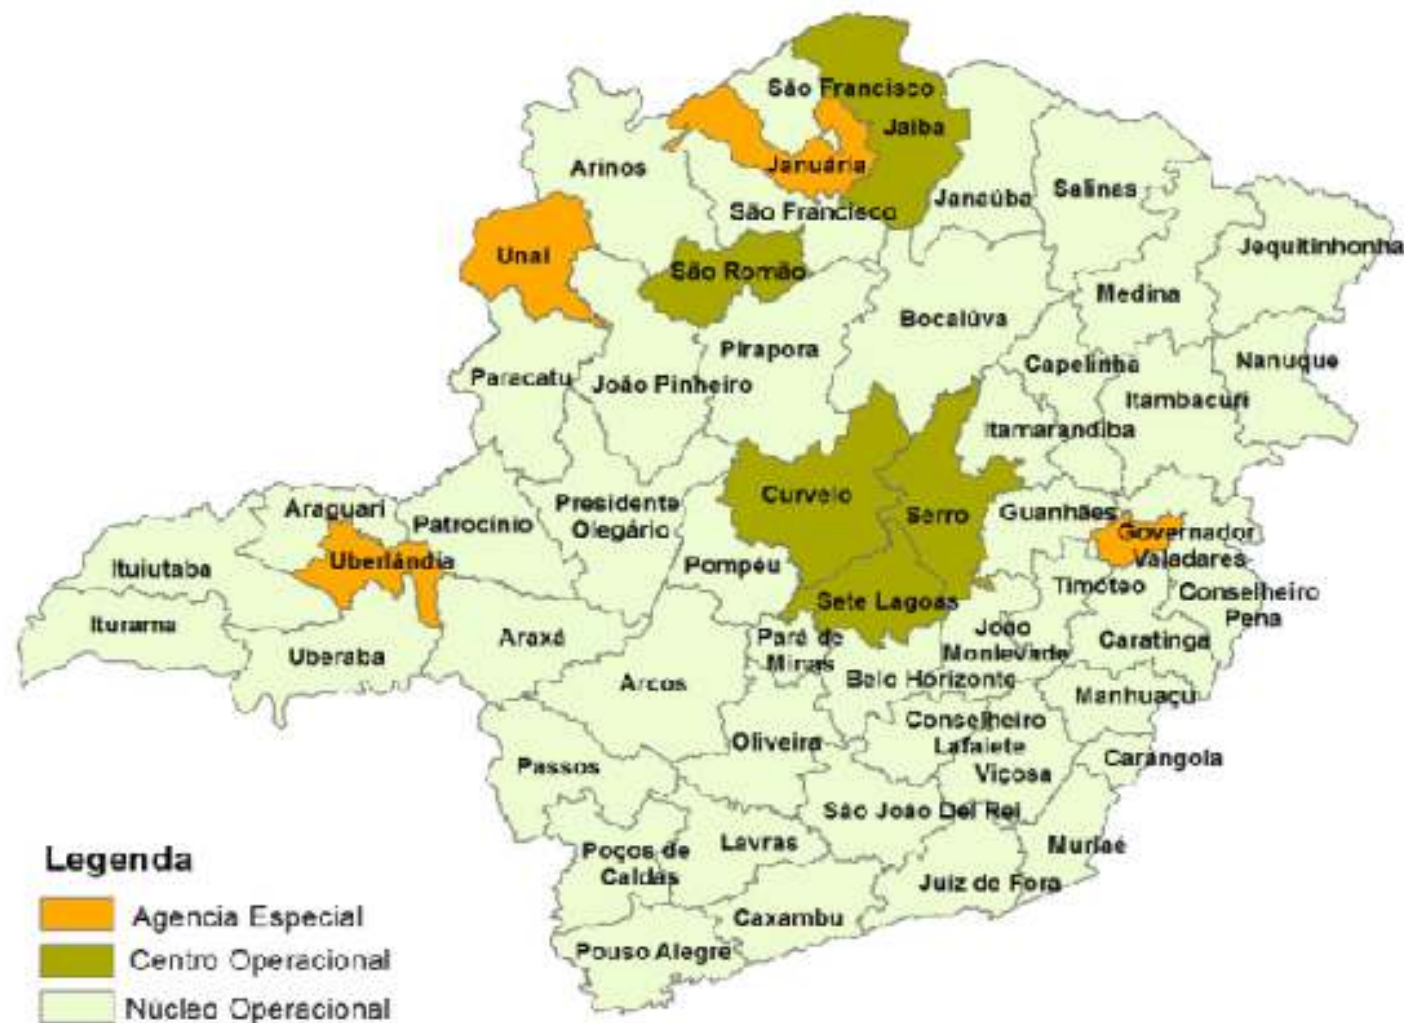 São Francisco
Jaiba
Arinos
Januária
Janaúba
Salinas
São Francisco
Unaí
São Romão
Jequitinhonha
Medina
Bocaiúva
Pirapora
Nanuque
Capelinha
Paracatu
João Pinheiro
Itambacuri
Itamarandiba
Curvelo
Presidente
Olegário
Araguari
Patrocínio
Serro
Guanhães
Governador
Valadares
Uberlândia
Ituiutaba
Pompéu
Timóteo
Conselheiro
Pena
Sete Lagoas
Iturama
João
Monlevade
Caratinga
Araxá
Pará de
Minas
Uberaba
Arcos
Belo Horizonte
Manhuaçu
Conselheiro
Lafaiete
Oliveira
Viçosa
Carangola
Passos
São João Del Rei
Lavras
Muriaé
Poços de
Caldas
Juiz de Fora
Caxambu
Pouso Alegre
Legenda
Agencia Especial
Centro Operacional
Núcleo Operacional